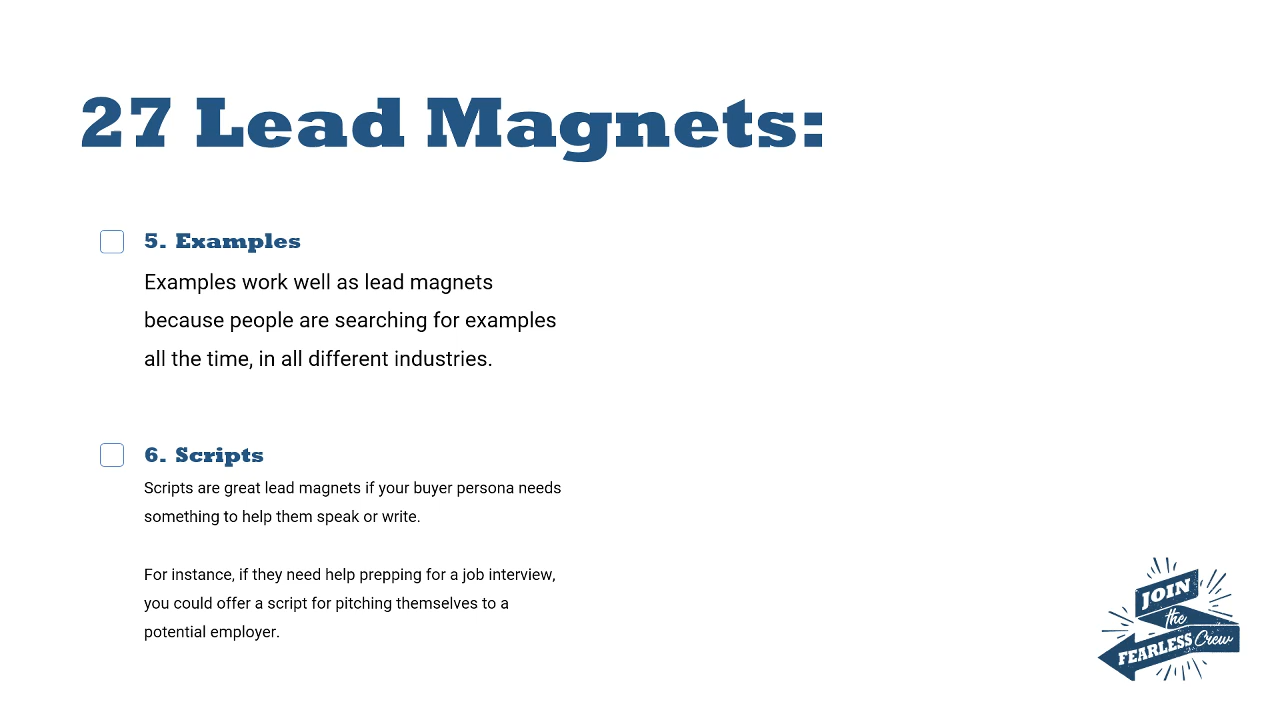 27 Lead Magnets:
5. Examples
Examples work well as lead magnets
because people are searching for examples
all the time, in all different industries.
6. Scripts
Scripts are great lead magnets if your buyer persona needs
something to help them speak or write.
For instance, if they need help prepping for a job interview,
you could offer a script for pitching themselves to a
potential employer.
JOIN
the
FEARLESS Crew